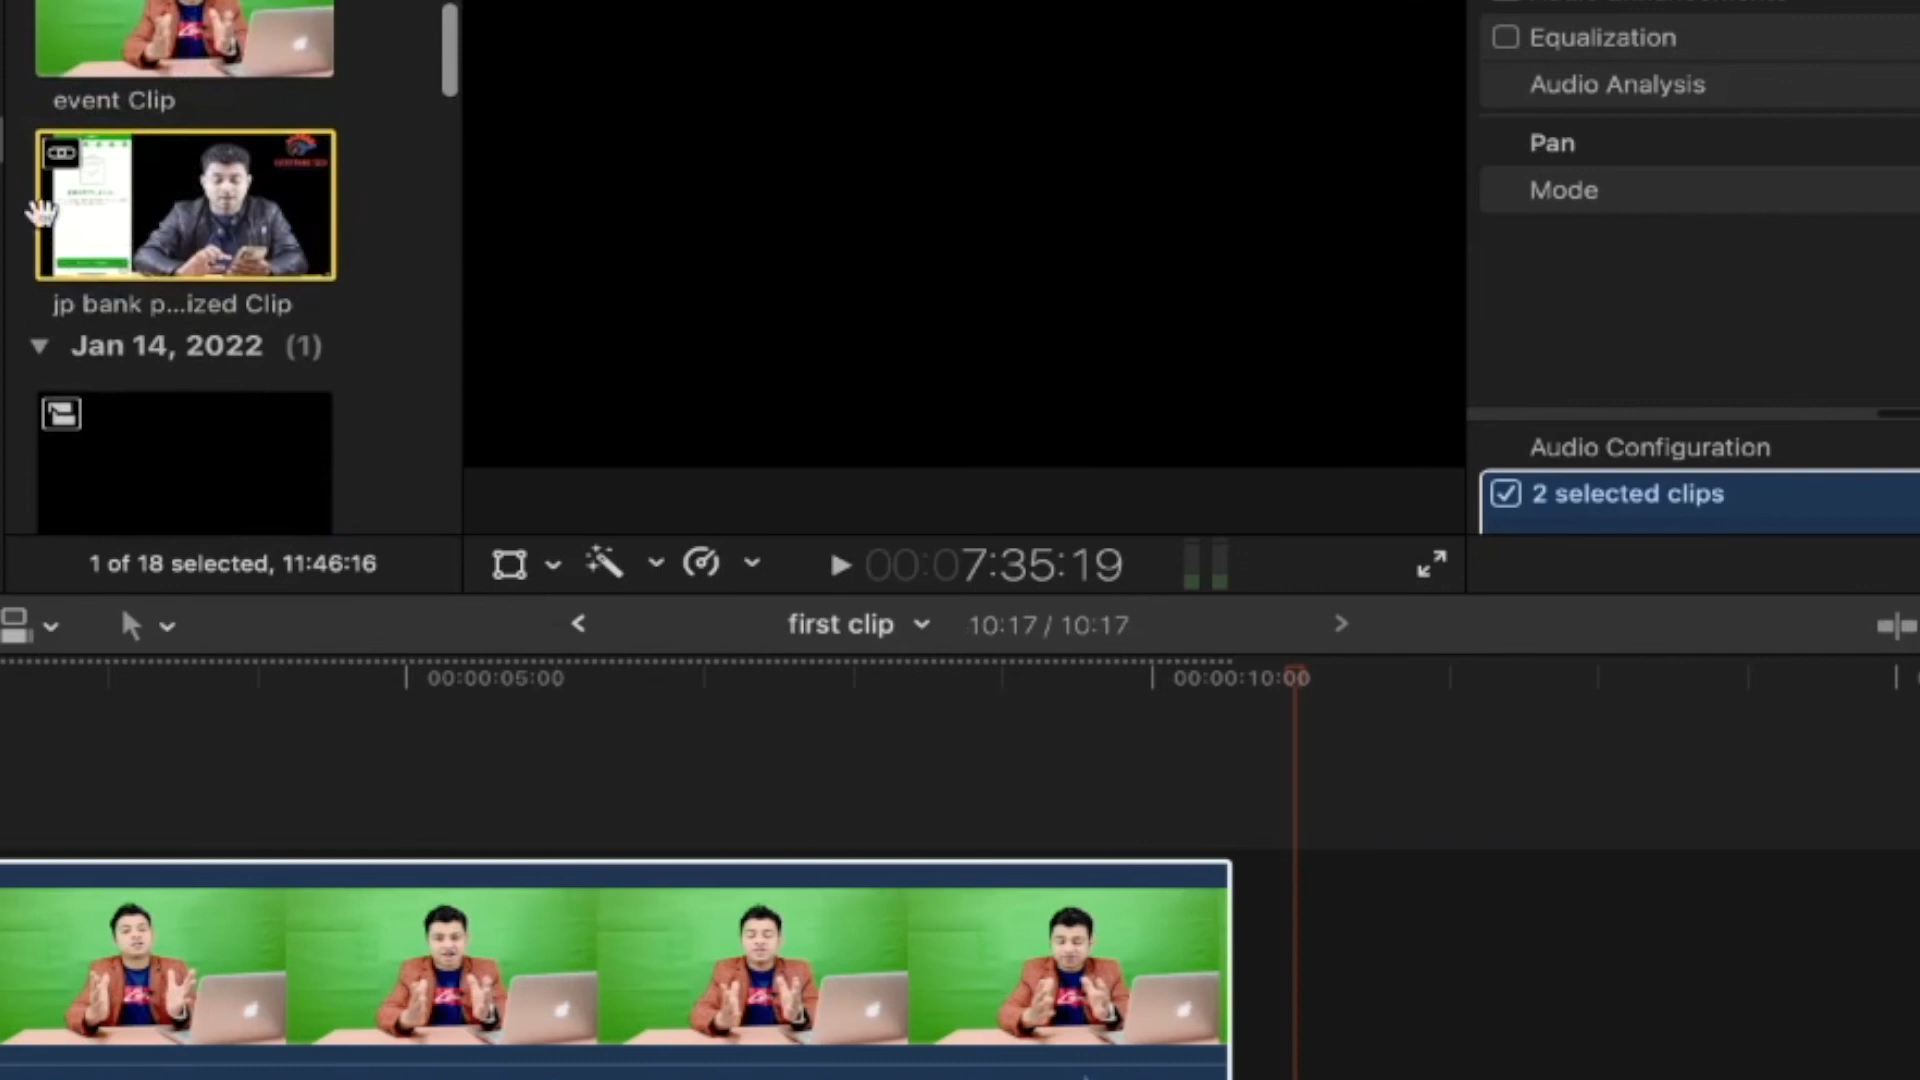 Equalization
event Clip
Audio Analysis
Pan
Mode
jp bank p...ized Clip
Jan 14, 2022 (1)
Audio Configuration
2 selected clips
1 of 18 selected, 11:46:16
00:07:35:19
first clip
10:17 / 10:17
00:00:05:00
00:00:10:00